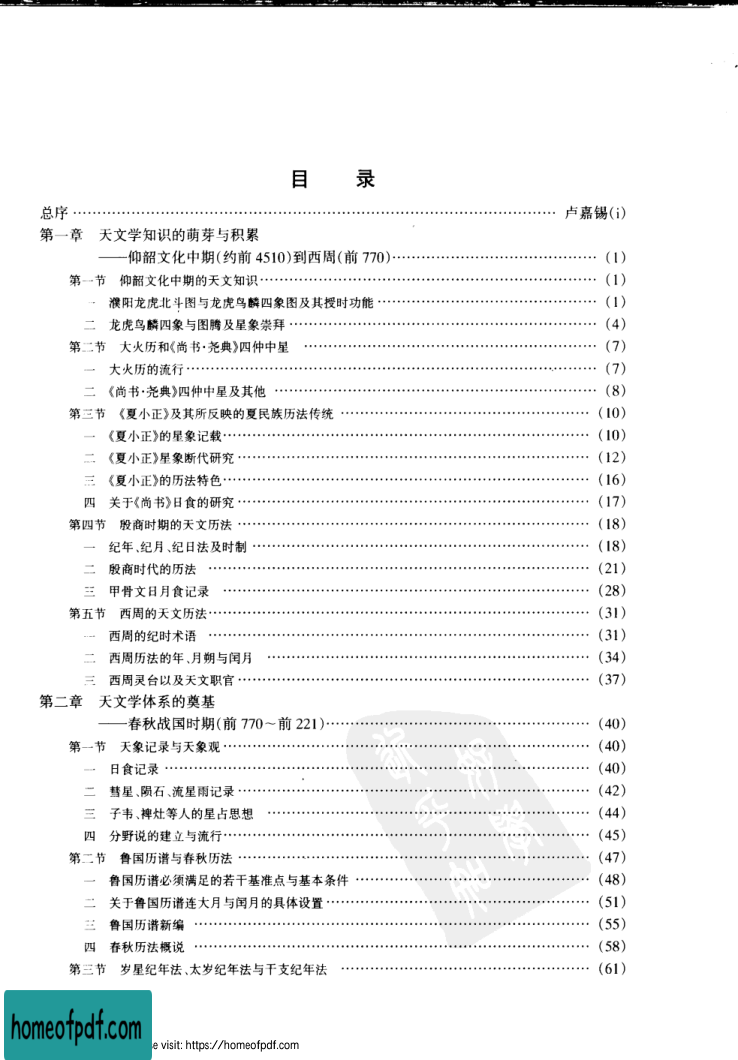 目 录
总序 …… 卢嘉锡(i)
第一章 天文学知识的萌芽与积累
——仰韶文化中期(约前 4510)到西周(前 770) …… (1)
第一节 仰韶文化中期的天文知识 …… (1)
一 濮阳龙虎北斗图与龙虎鸟麟四象图及其授时功能 …… (1)
二 龙虎鸟麟四象与图腾及星象崇拜 …… (4)
第二节 大火历和《尚书·尧典》四仲中星 …… (7)
一 大火历的流行 …… (7)
二 《尚书·尧典》四仲中星及其他 …… (8)
第三节 《夏小正》及其所反映的夏民族历法传统 …… (10)
一 《夏小正》的星象记载 …… (10)
二 《夏小正》星象断代研究 …… (12)
三 《夏小正》的历法特色 …… (16)
四 关于《尚书》日食的研究 …… (17)
第四节 殷商时期的天文历法 …… (18)
一 纪年、纪月、纪日法及时制 …… (18)
二 殷商时代的历法 …… (21)
三 甲骨文日月食记录 …… (28)
第五节 西周的天文历法 …… (31)
一 西周的纪时术语 …… (31)
二 西周历法的年、月朔与闰月 …… (34)
三 西周灵台以及天文职官 …… (37)
第二章 天文学体系的奠基
——春秋战国时期(前 770～前 221) …… (40)
第一节 天象记录与天象观 …… (40)
一 日食记录 …… (40)
二 彗星、陨石、流星雨记录 …… (42)
三 子韦、裨灶等人的星占思想 …… (44)
四 分野说的建立与流行 …… (45)
第二节 鲁国历谱与春秋历法 …… (47)
一 鲁国历谱必须满足的若干基准点与基本条件 …… (48)
二 关于鲁国历谱连大月与闰月的具体设置 …… (51)
三 鲁国历谱新编 …… (55)
四 春秋历法概说 …… (58)
第三节 岁星纪年法、太岁纪年法与干支纪年法 …… (61)
homeofpdf.com
e visit: https://homeofpdf.com